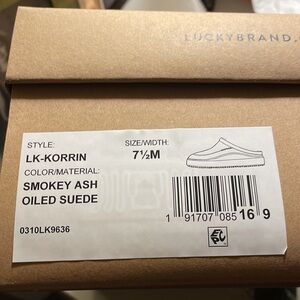 LUCKYBRAND.
STYLE:
LK-KORRIN
SIZE/WIDTH:
7½M
COLOR/MATERIAL:
SMOKEY ASH
OILED SUEDE
1 91707 085 16 9
0310LK9636